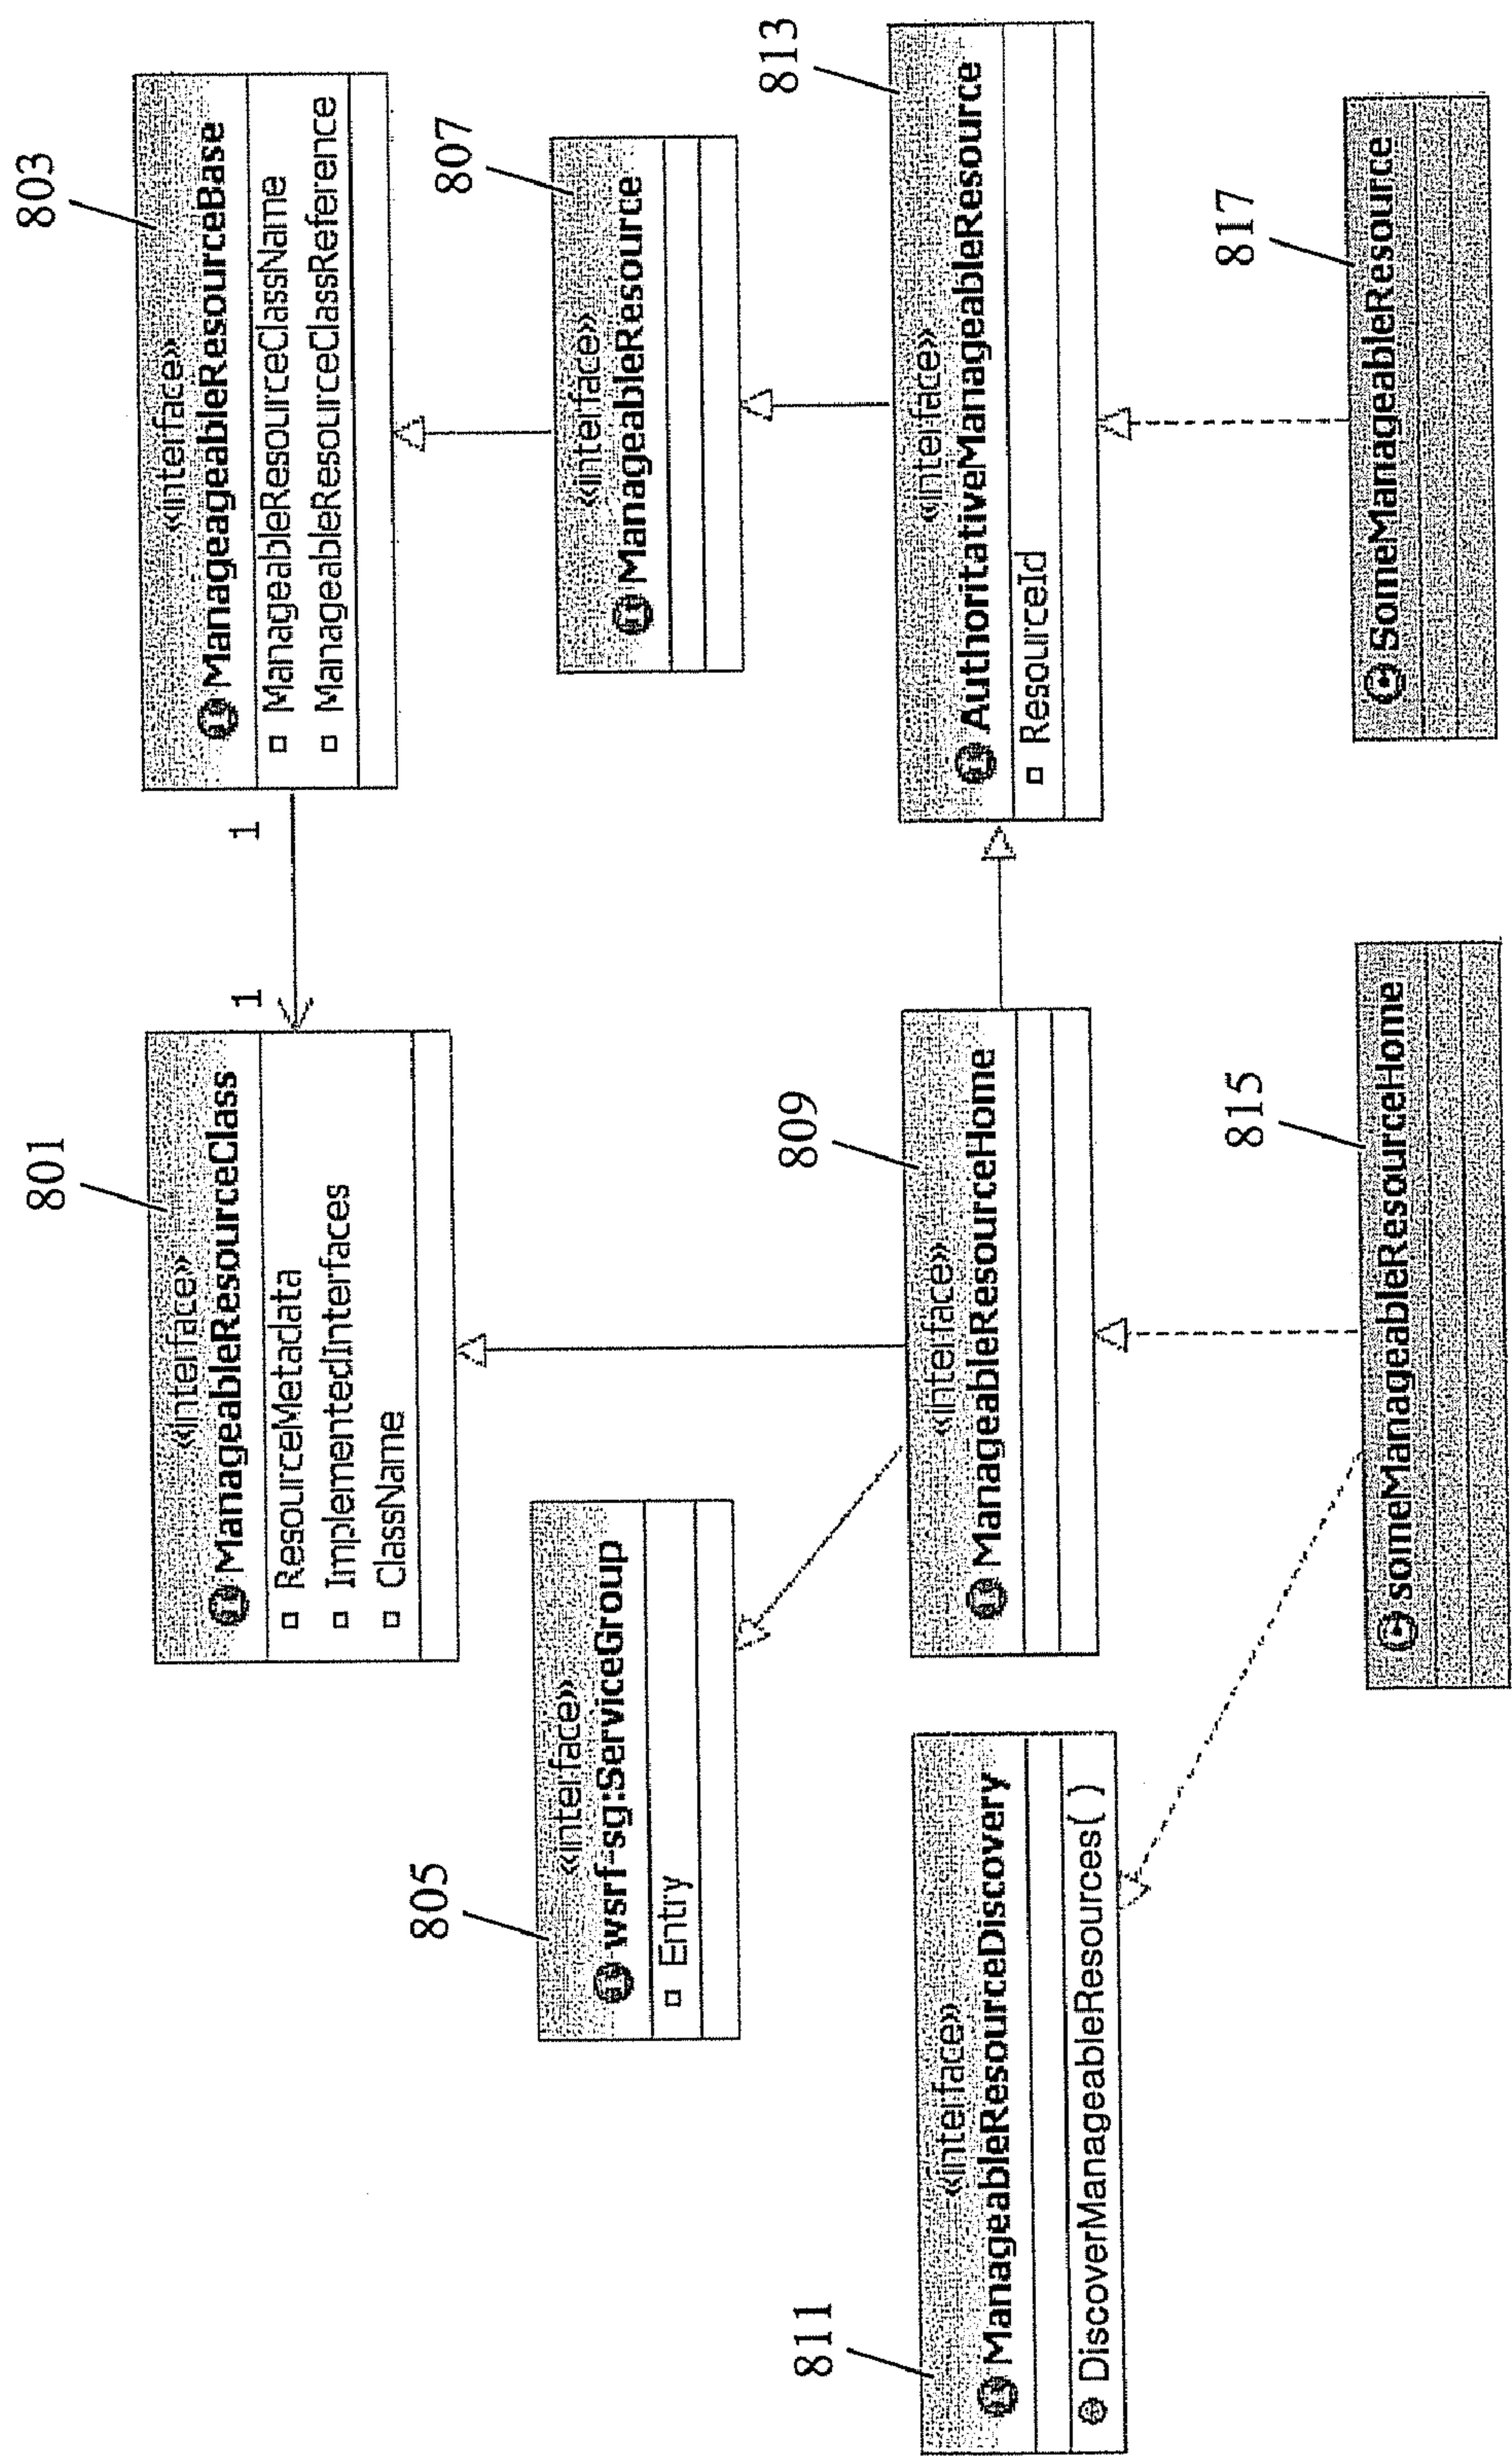 801
«interface»
ManageableResourceClass
ResourceMetadata
ImplementedInterfaces
ClassName
1
1
803
«interface»
ManageageableResourceBase
ManageableResourceClassName
ManageableResourceClassReference
805
«interface»
wsrf-sg:ServiceGroup
Entry
807
«interface»
ManageableResource
811
«interface»
ManageableResourceDiscovery
DiscoverManageableResources( )
809
«interface»
ManageableResourceHome
813
«interface»
AuthoritativeManageableResource
ResourceId
815
someManageableResourceHome
817
SomeManageableResource